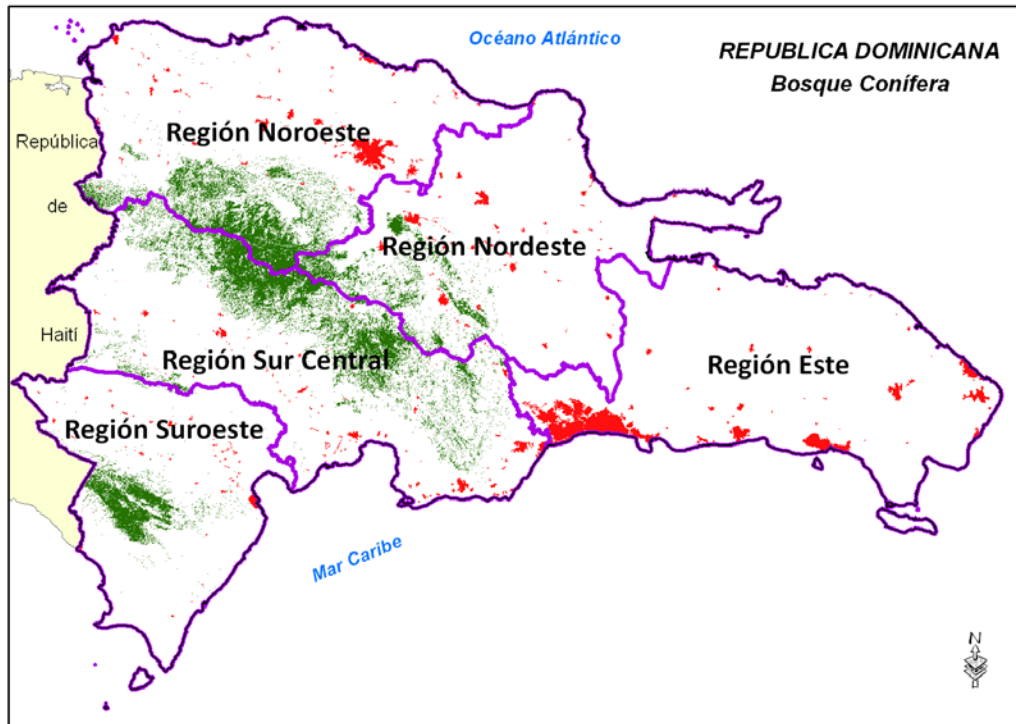 Océano Atlántico
REPUBLICA DOMINICANA
Bosque Conífera
República
de
Haití
Región Noroeste
Región Nordeste
Región Sur Central
Región Este
Región Suroeste
Mar Caribe
N